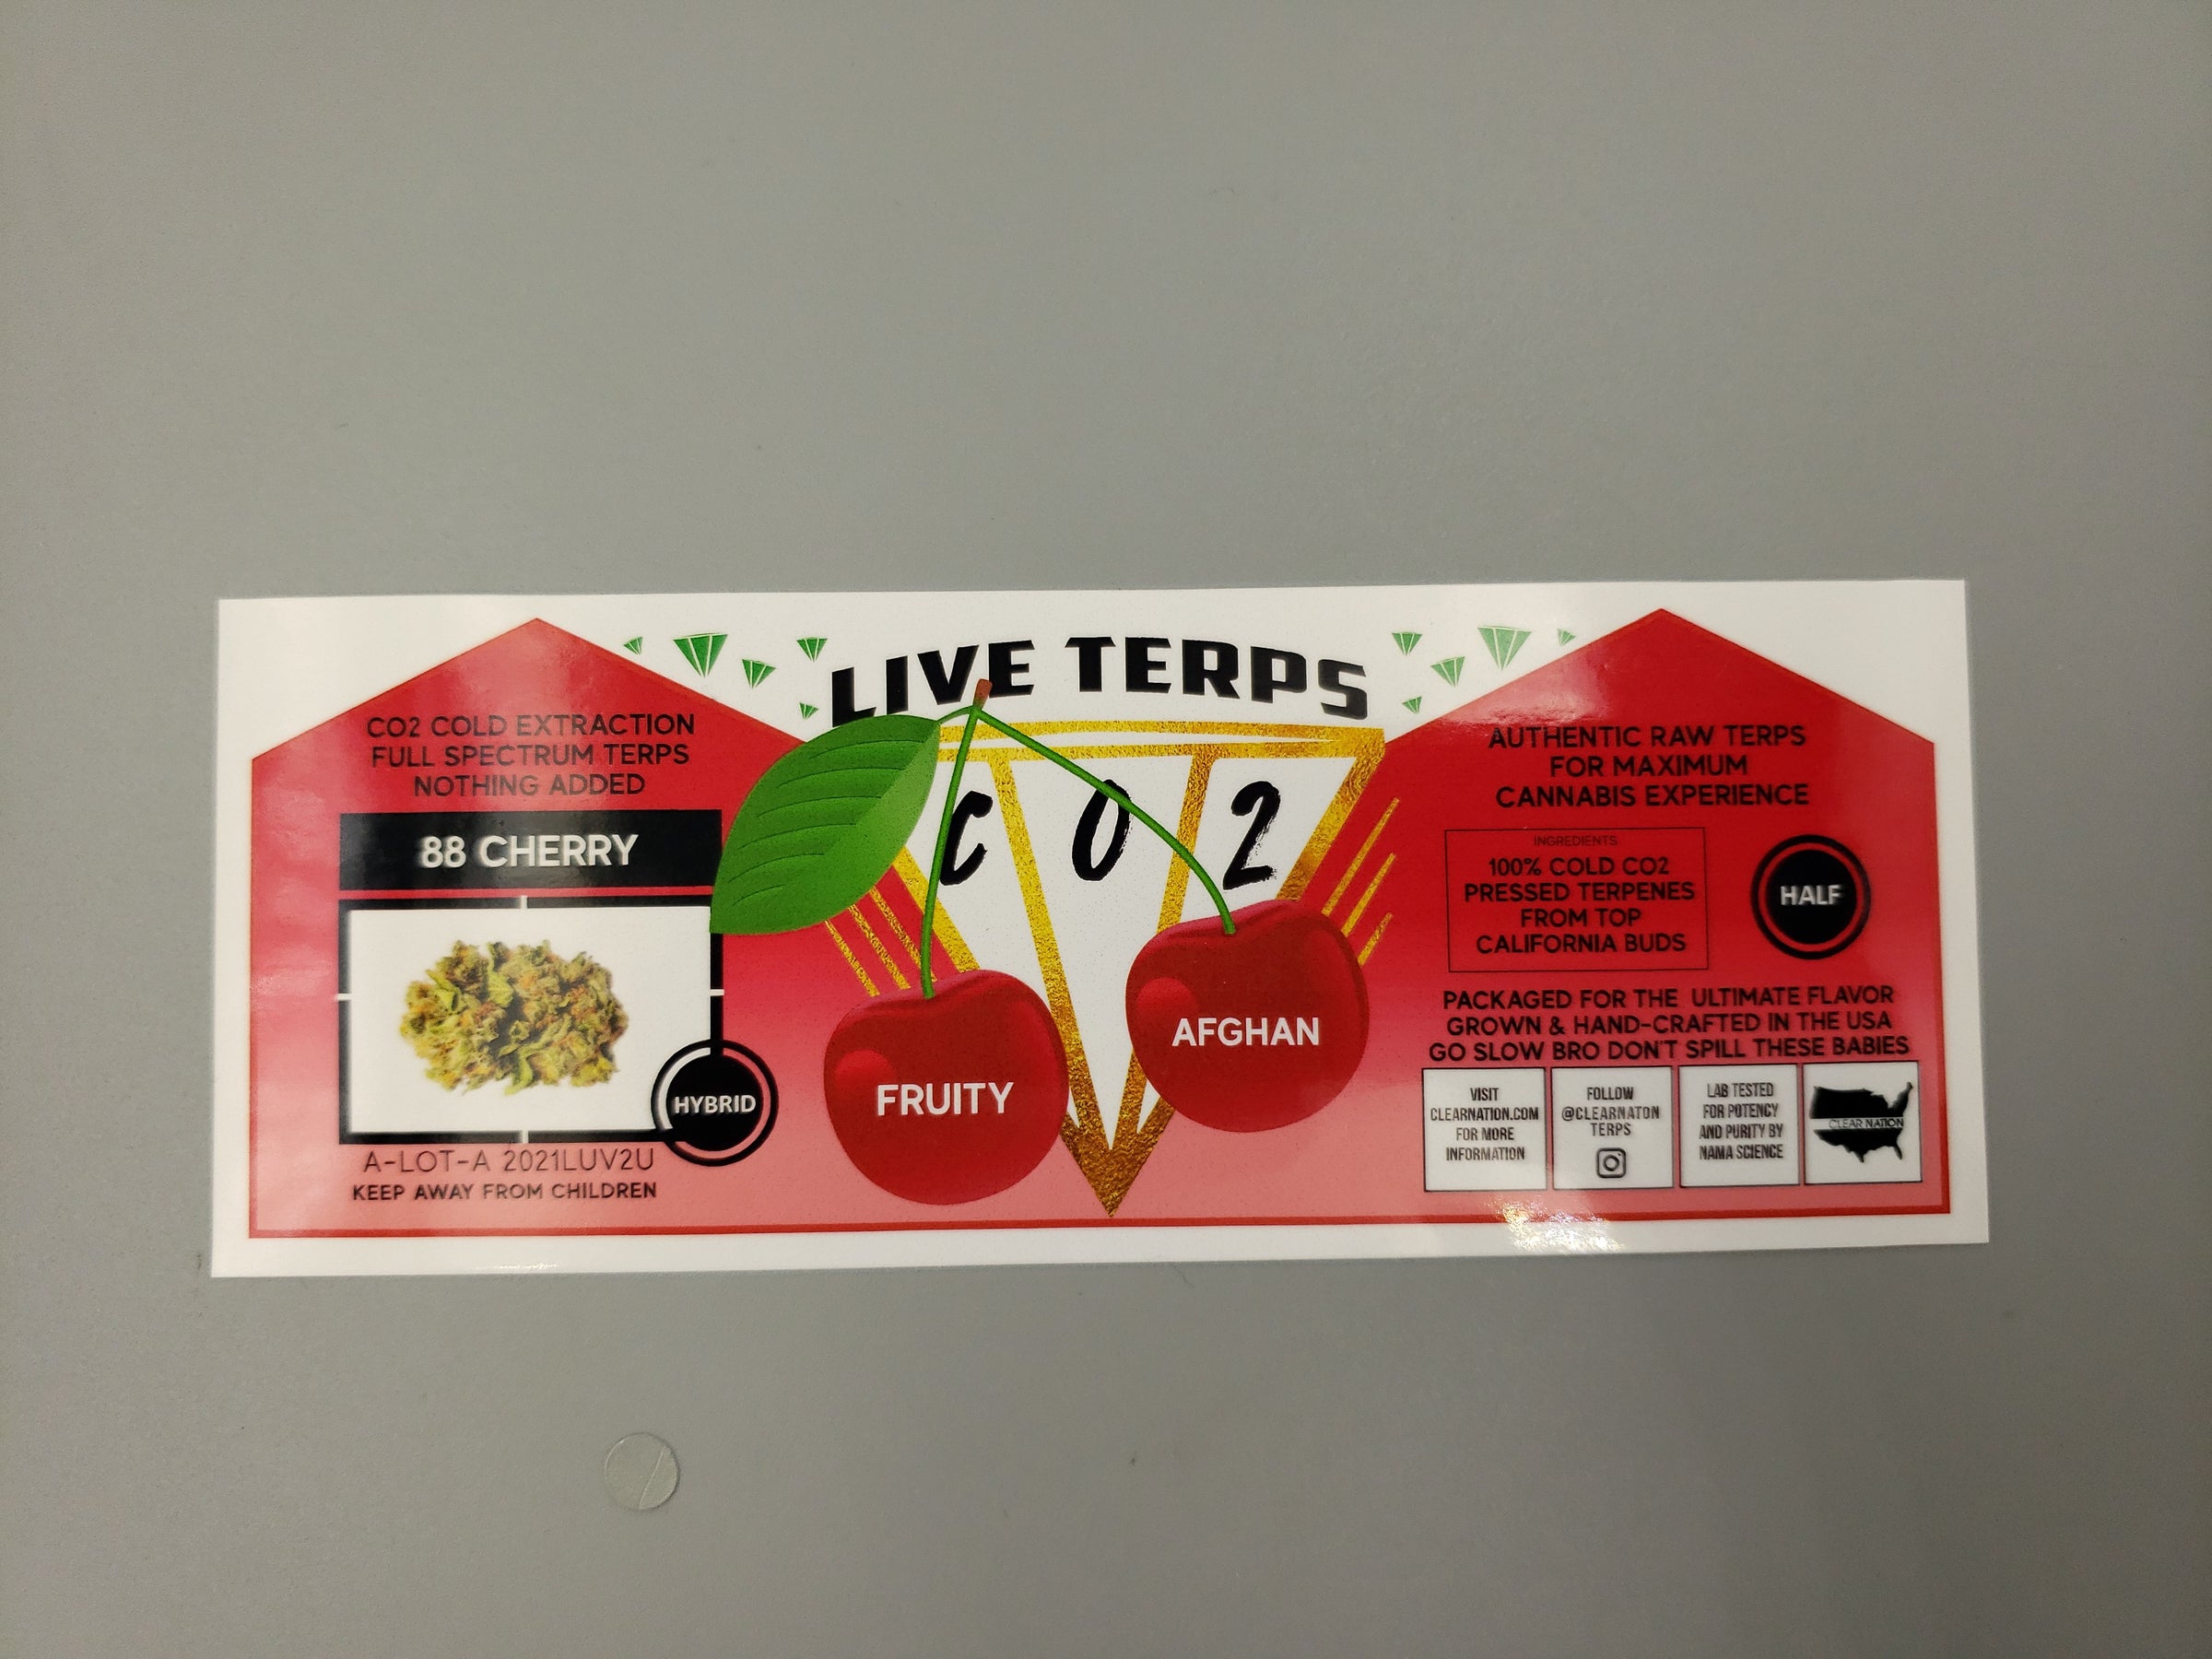 LIVE TERPS
C O 2
CO2 COLD EXTRACTION
FULL SPECTRUM TERPS
NOTHING ADDED
88 CHERRY
HYBRID
A-LOT-A 2021LUV2U
KEEP AWAY FROM CHILDREN
FRUITY
AFGHAN
AUTHENTIC RAW TERPS
FOR MAXIMUM
CANNABIS EXPERIENCE
INGREDIENTS
100% COLD CO2
PRESSED TERPENES
FROM TOP
CALIFORNIA BUDS
HALF
PACKAGED FOR THE ULTIMATE FLAVOR
GROWN & HAND-CRAFTED IN THE USA
GO SLOW BRO DON'T SPILL THESE BABIES
VISIT
CLEARNATION.COM
FOR MORE
INFORMATION
FOLLOW
@CLEARNATON
TERPS
LAB TESTED
FOR POTENCY
AND PURITY BY
NAMA SCIENCE
CLEAR NATION